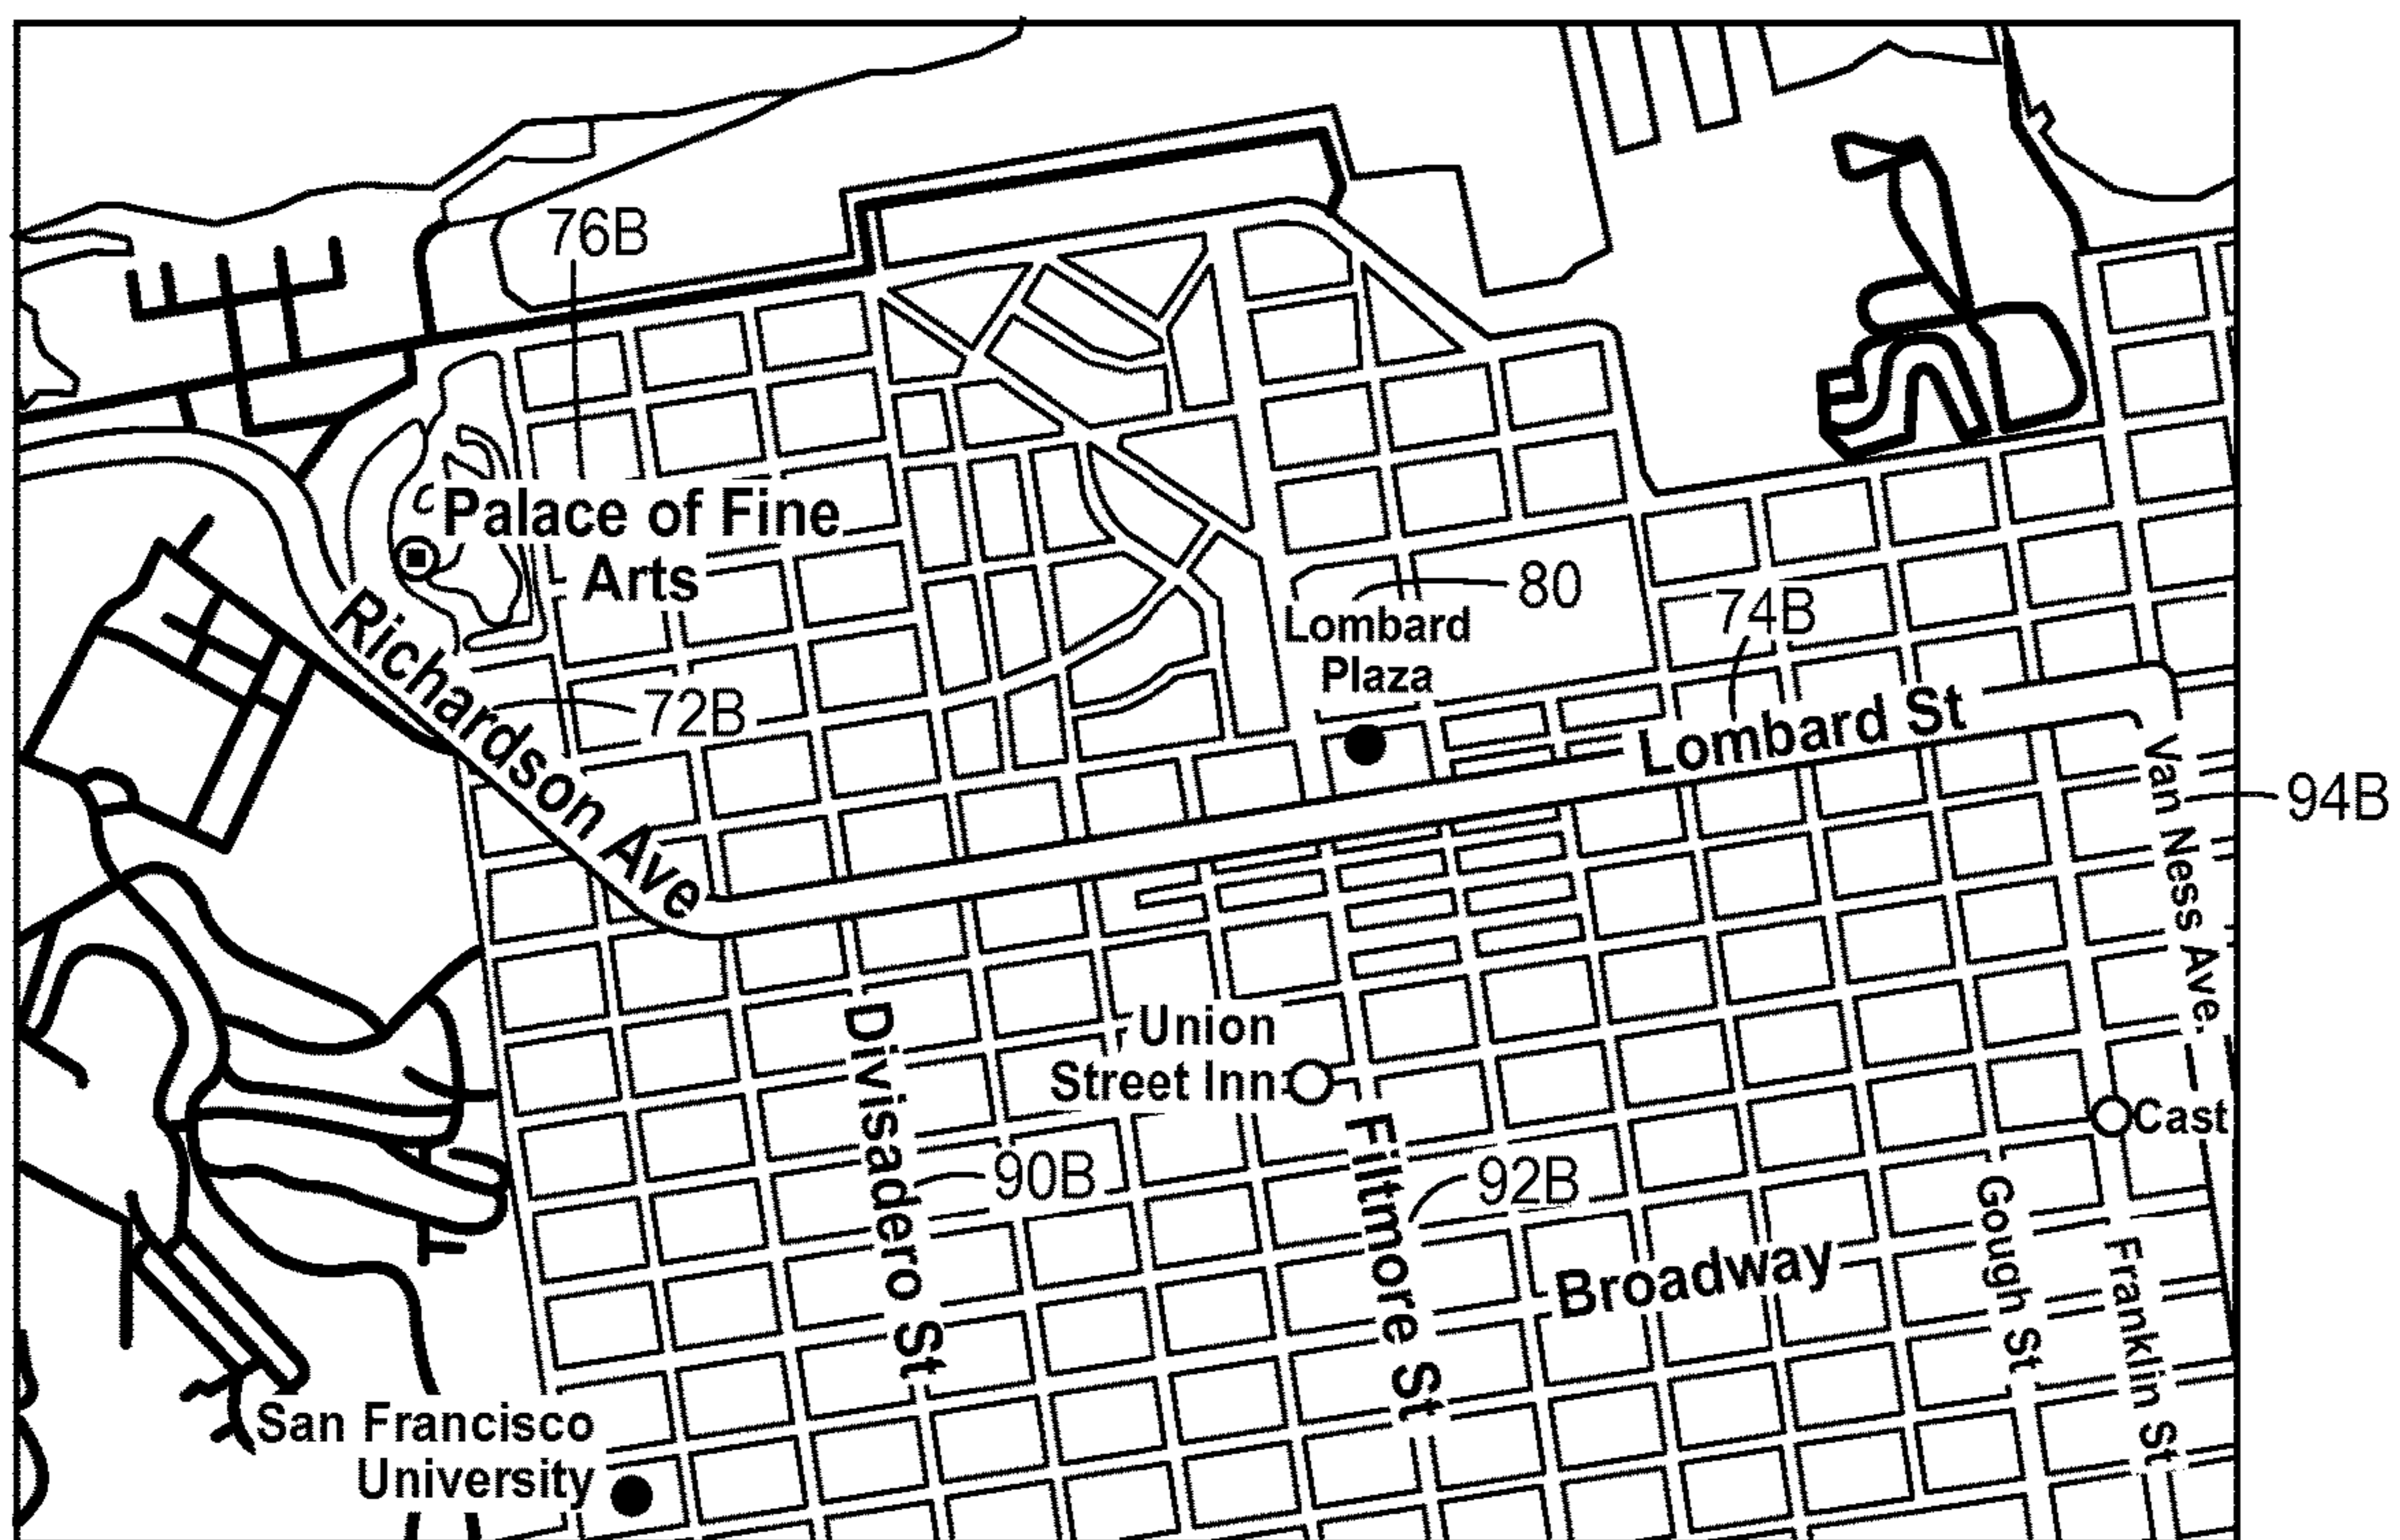 76B
Palace of Fine
Arts
80
Lombard
Plaza
74B
Richardson Ave
72B
Lombard St
Van Ness Ave.
94B
Union
Street Inn
Divisadero St
90B
Fillmore St
92B
Cast
Broadway
Gough St
Franklin St
San Francisco
University